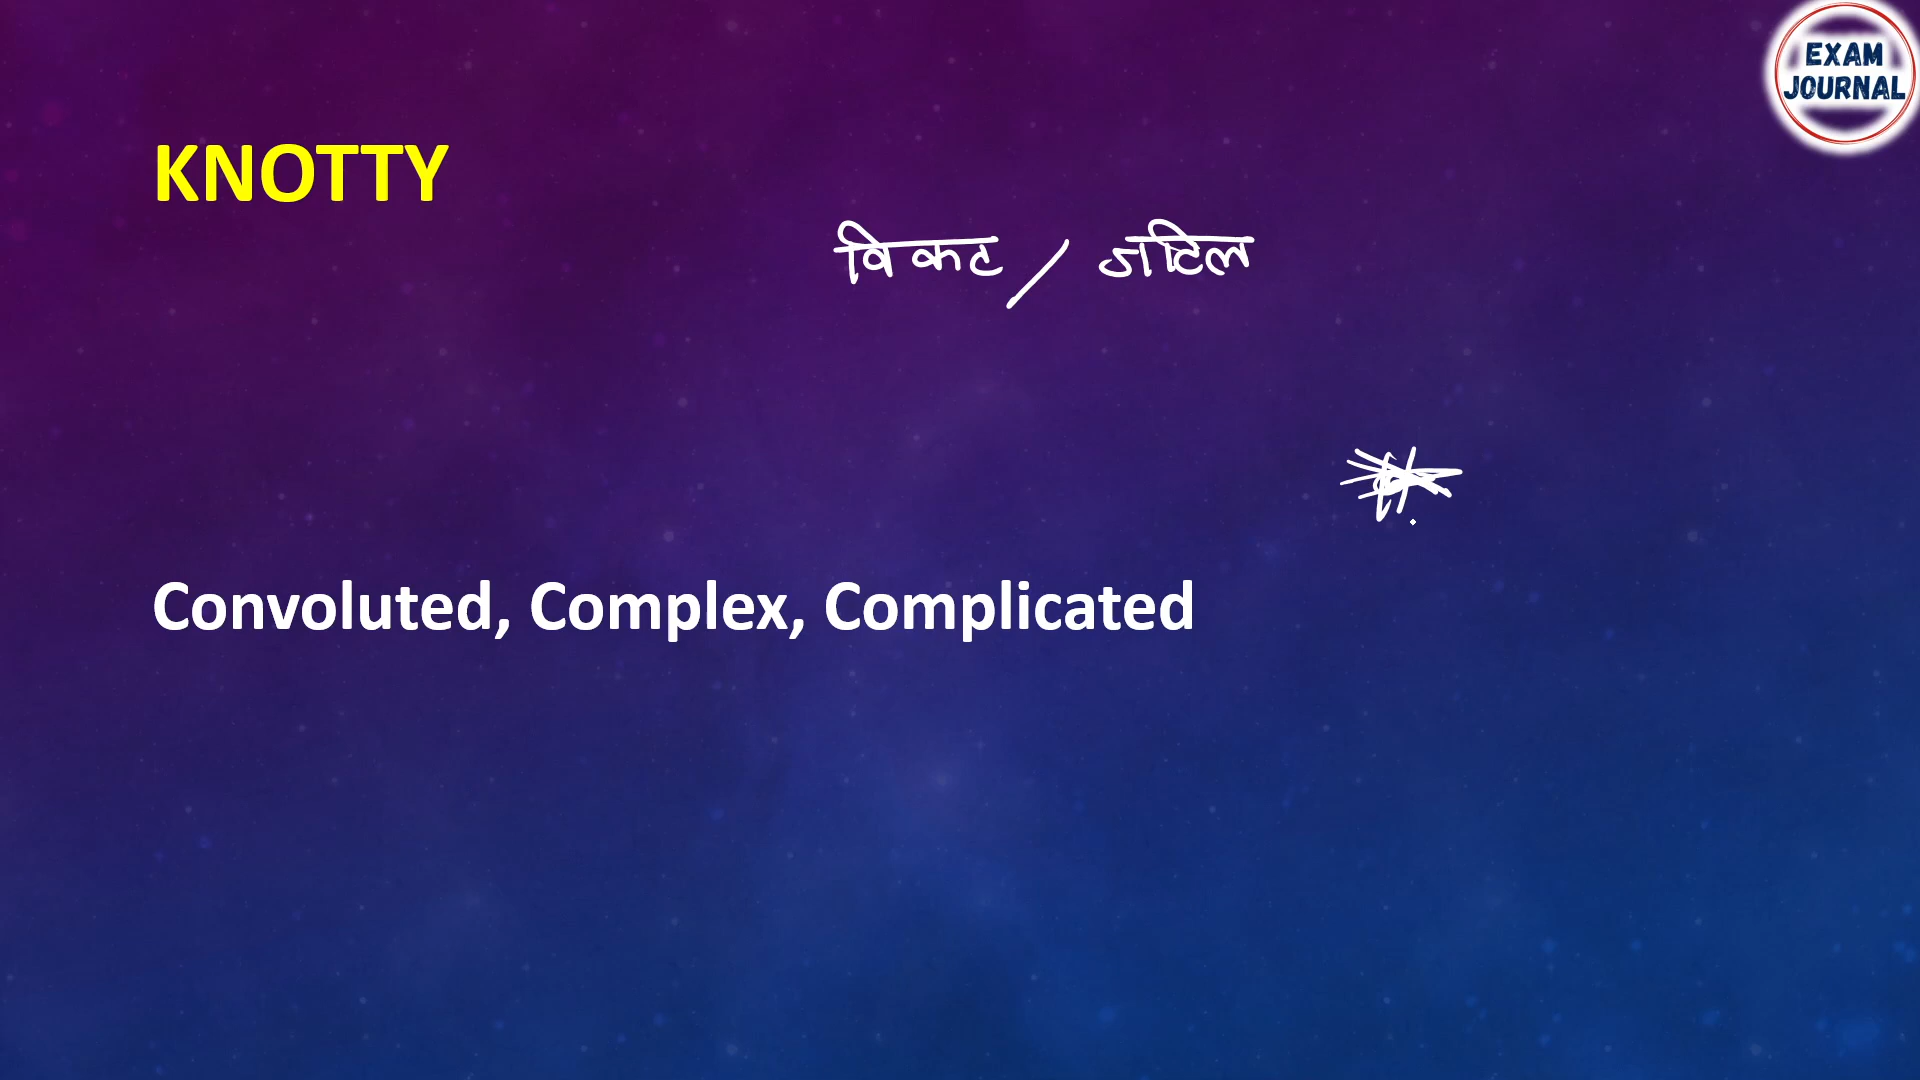 EXAM
JOURNAL
KNOTTY
विकट / जटिल
Convoluted, Complex, Complicated